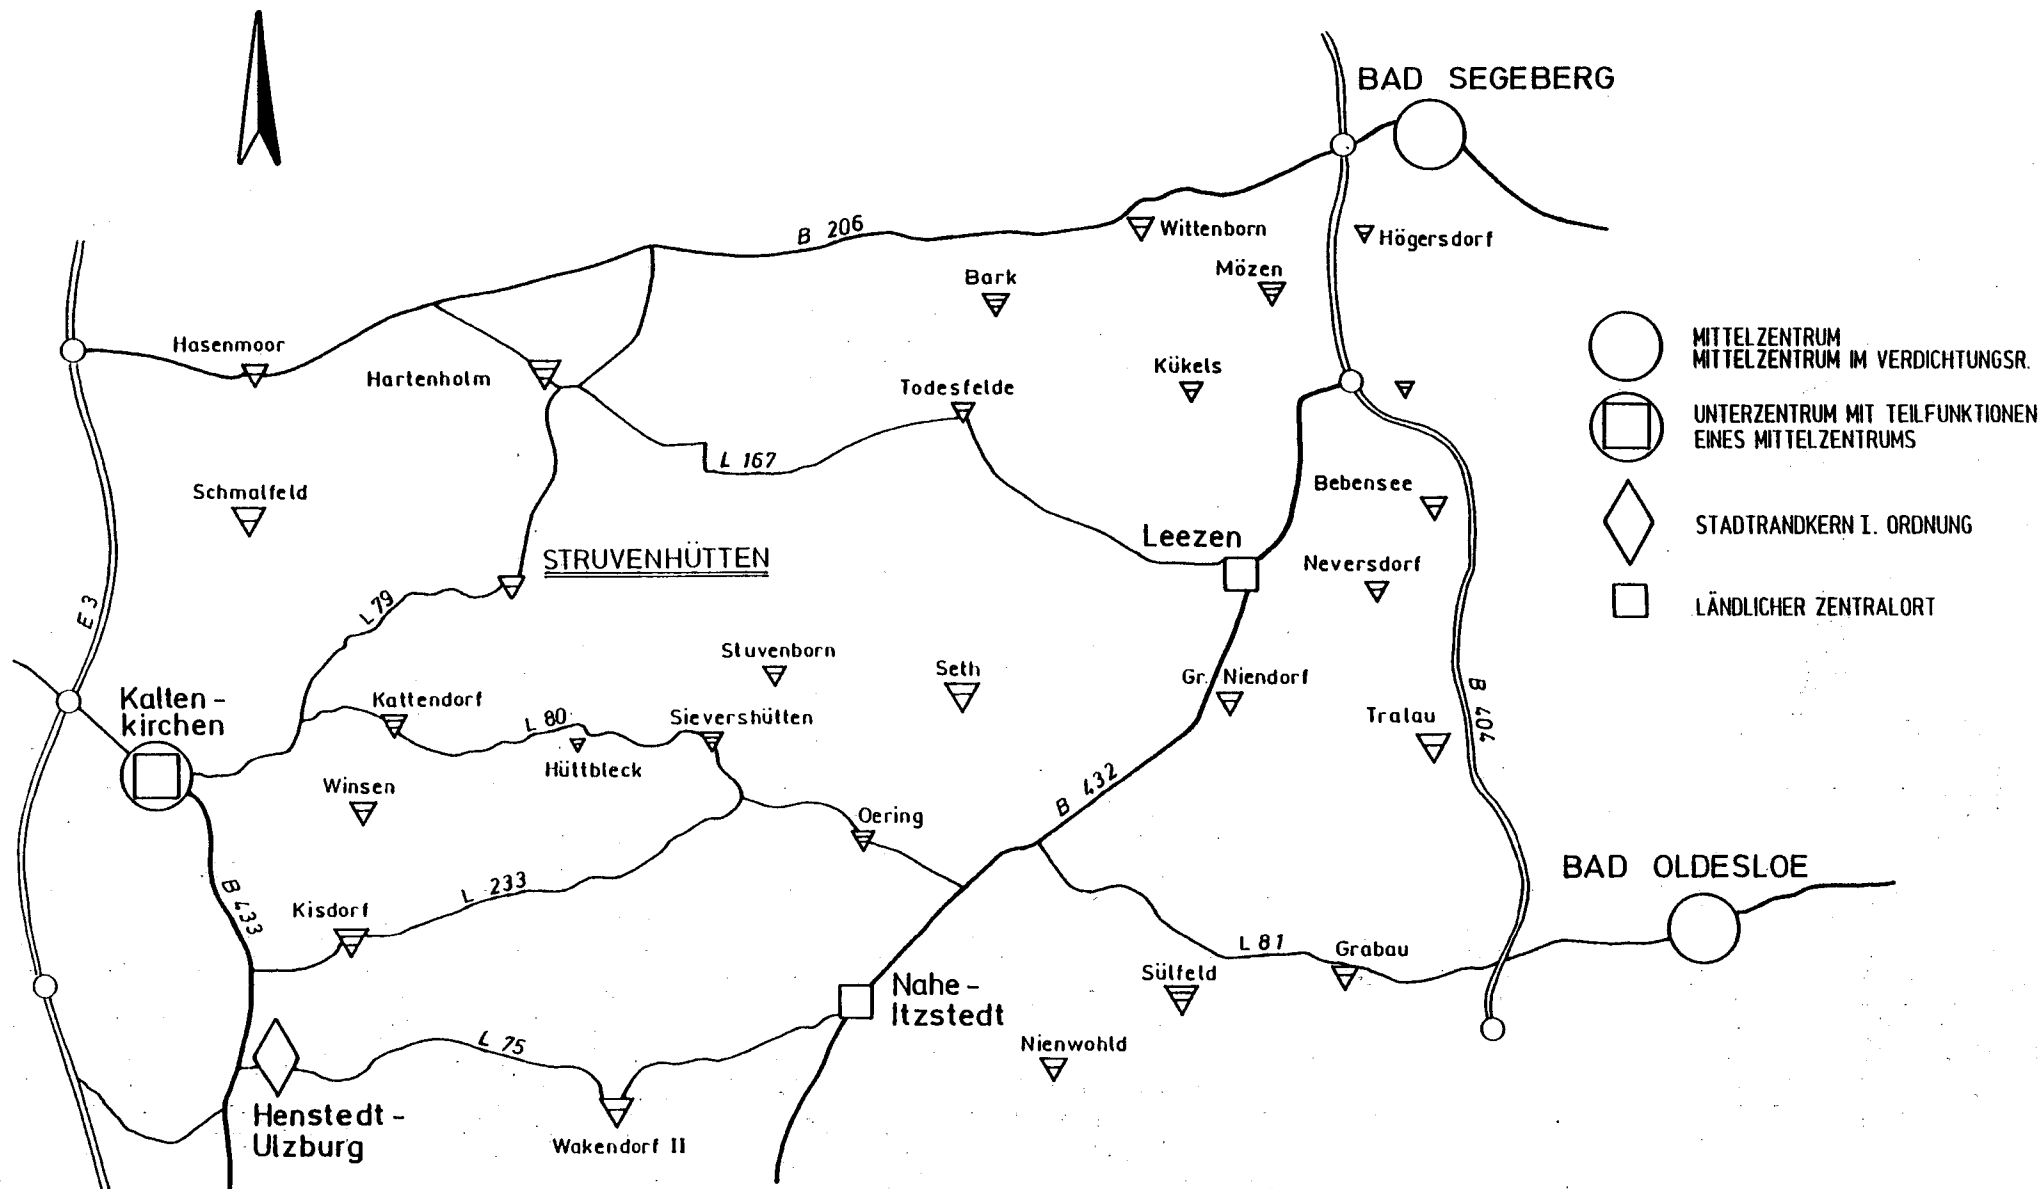 BAD SEGEBERG
B 206
Wittenborn
Högersdorf
Bark
Mözen
Hasenmoor
Hartenholm
Todesfelde
Kükels
MITTELZENTRUM
MITTELZENTRUM IM VERDICHTUNGSR.
UNTERZENTRUM MIT TEILFUNKTIONEN
EINES MITTELZENTRUMS
STADTRANDKERN I. ORDNUNG
LÄNDLICHER ZENTRALORT
L 167
Schmalfeld
Bebensee
Leezen
STRUVENHÜTTEN
Neversdorf
E 3
L 79
Stuvenborn
Seth
Gr. Niendorf
Kalten-
kirchen
Kattendorf
L 80
Sievershütten
Tralau
B 404
Hüttbleck
Winsen
B 432
Oering
BAD OLDESLOE
B 433
L 233
Kisdorf
L 81
Grabau
Sülfeld
Nahe-
Itzstedt
L 75
Nienwohld
Henstedt-
Ulzburg
Wakendorf II